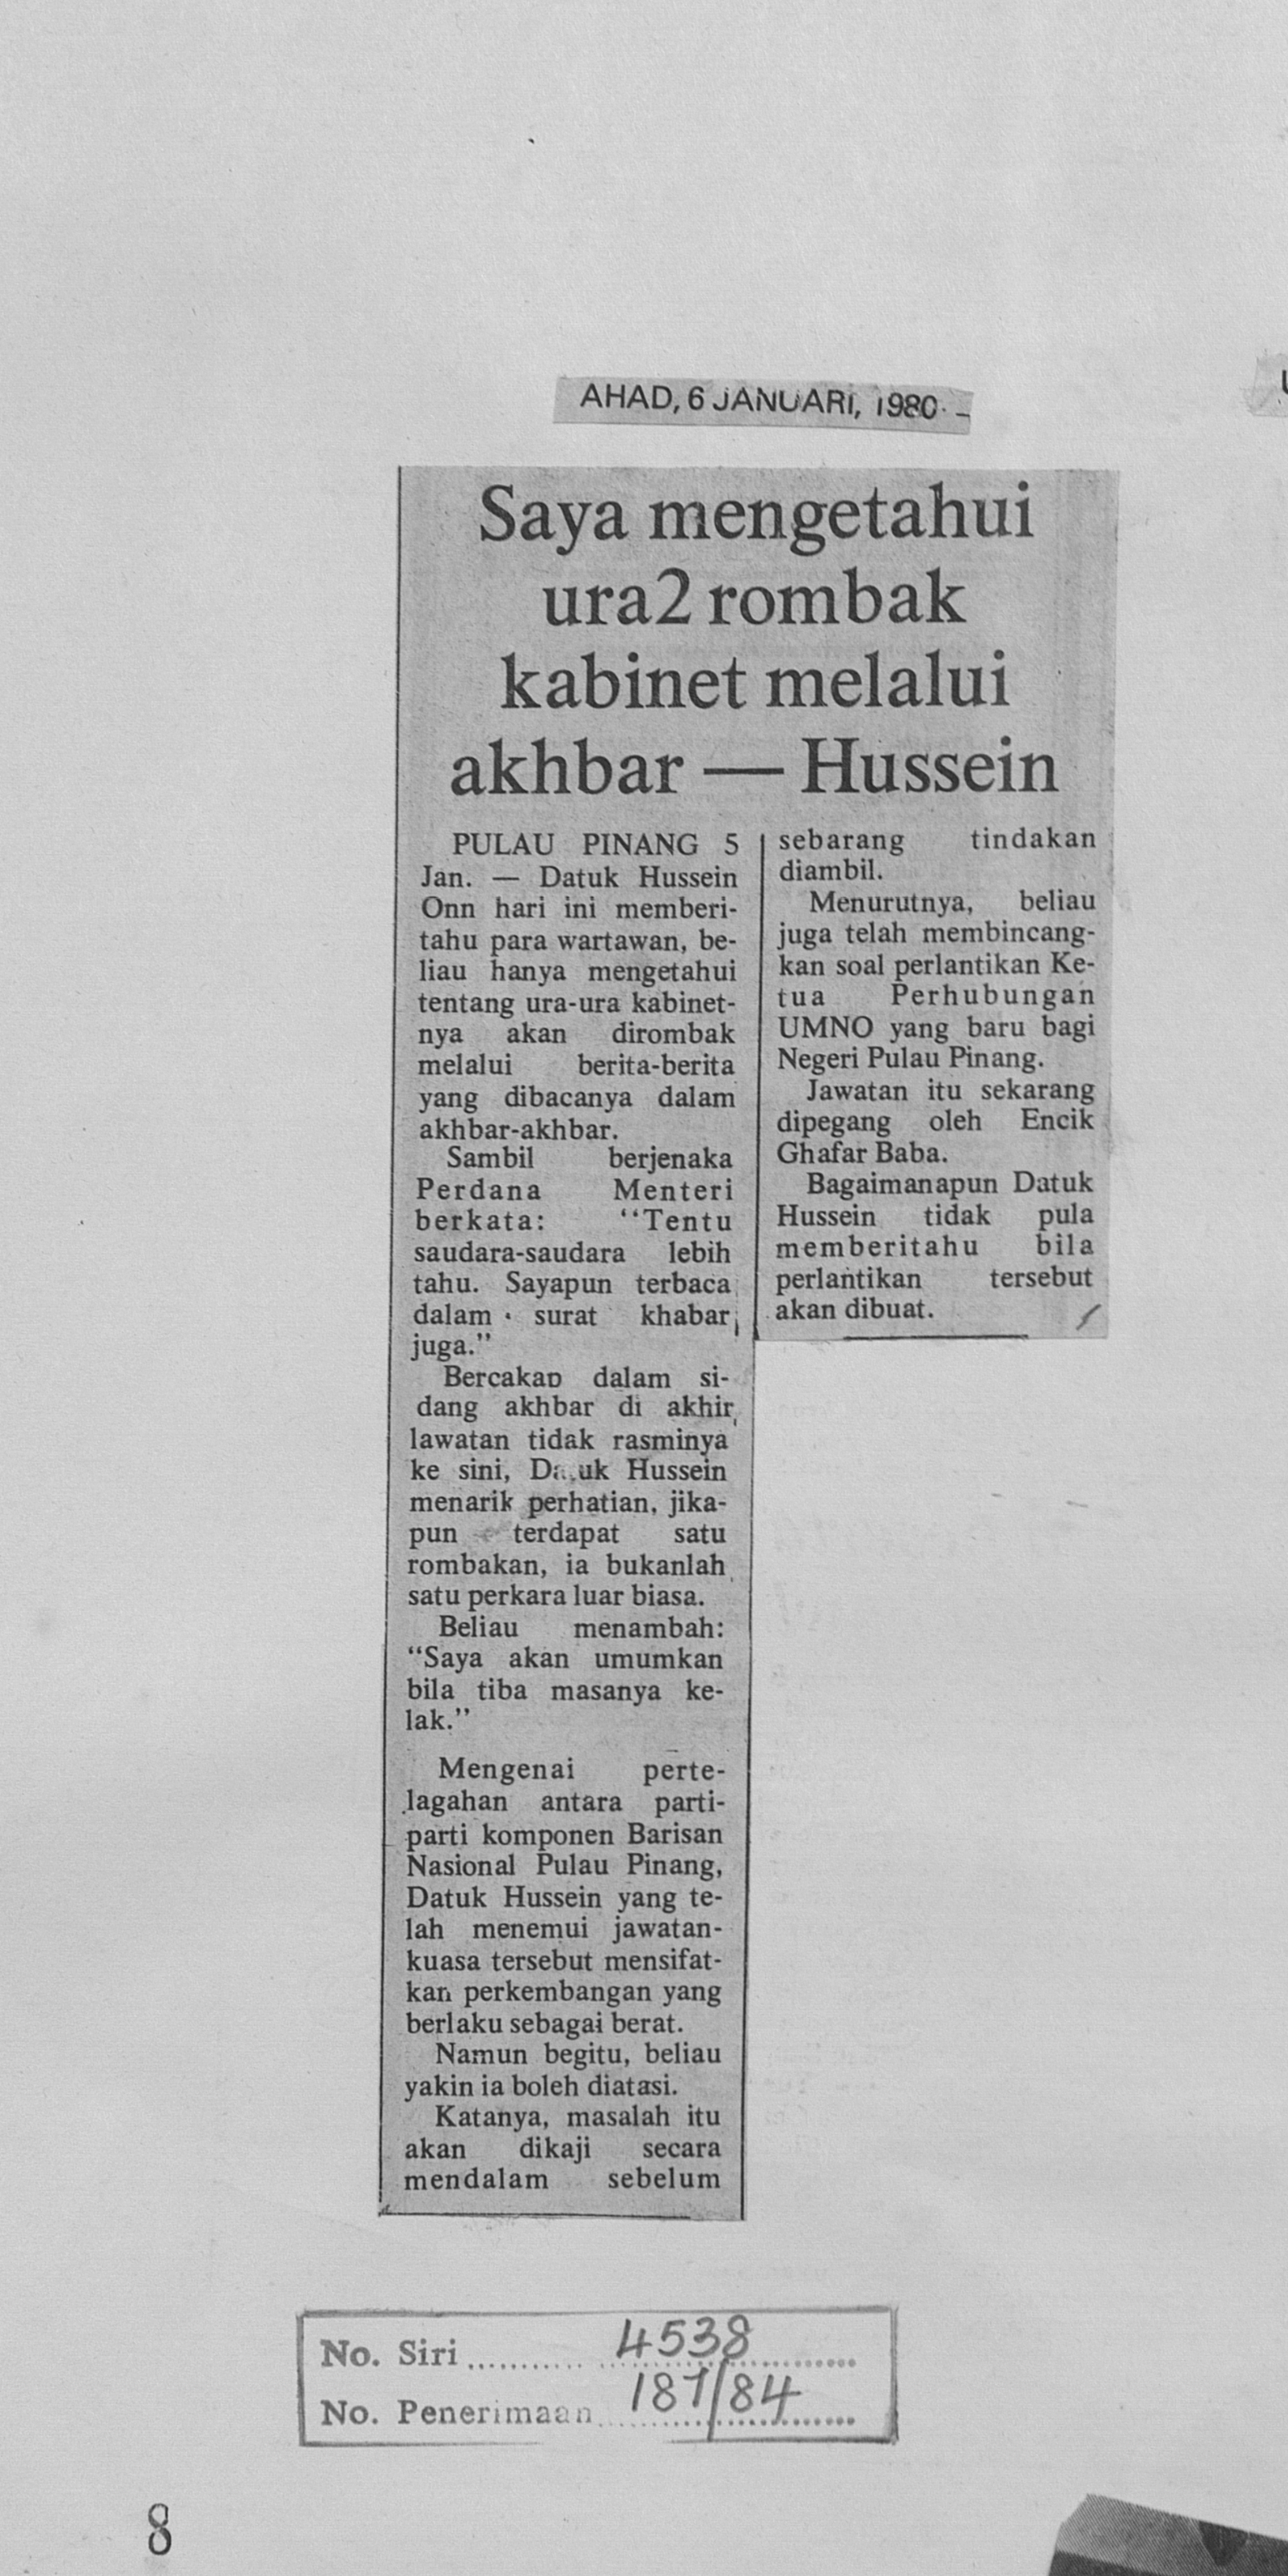 AHAD, 6 JANUARI, 1980
Saya mengetahui
ura2 rombak
kabinet melalui
akhbar — Hussein
PULAU PINANG 5
Jan. — Datuk Hussein
Onn hari ini memberi-
tahu para wartawan, be-
liau hanya mengetahui
tentang ura-ura kabinet-
nya akan dirombak
melalui berita-berita
yang dibacanya dalam
akhbar-akhbar.
Sambil berjenaka
Perdana Menteri
berkata: “Tentu
saudara-saudara lebih
tahu. Sayapun terbaca
dalam surat khabar
juga.”
Bercakap dalam si-
dang akhbar di akhir
lawatan tidak rasminya
ke sini, Datuk Hussein
menarik perhatian, jika-
pun terdapat satu
rombakan, ia bukanlah
satu perkara luar biasa.
Beliau menambah:
“Saya akan umumkan
bila tiba masanya ke-
lak.”
Mengenai perte-
lagahan antara parti-
parti komponen Barisan
Nasional Pulau Pinang,
Datuk Hussein yang te-
lah menemui jawatan-
kuasa tersebut mensifat-
kan perkembangan yang
berlaku sebagai berat.
Namun begitu, beliau
yakin ia boleh diatasi.
Katanya, masalah itu
akan dikaji secara
mendalam sebelum
sebarang tindakan
diambil.
Menurutnya, beliau
juga telah membincang-
kan soal perlantikan Ke-
tua Perhubungan
UMNO yang baru bagi
Negeri Pulau Pinang.
Jawatan itu sekarang
dipegang oleh Encik
Ghafar Baba.
Bagaimanapun Datuk
Hussein tidak pula
memberitahu bila
perlantikan tersebut
akan dibuat.
No. Siri 4538
No. Penerimaan 187/84
8